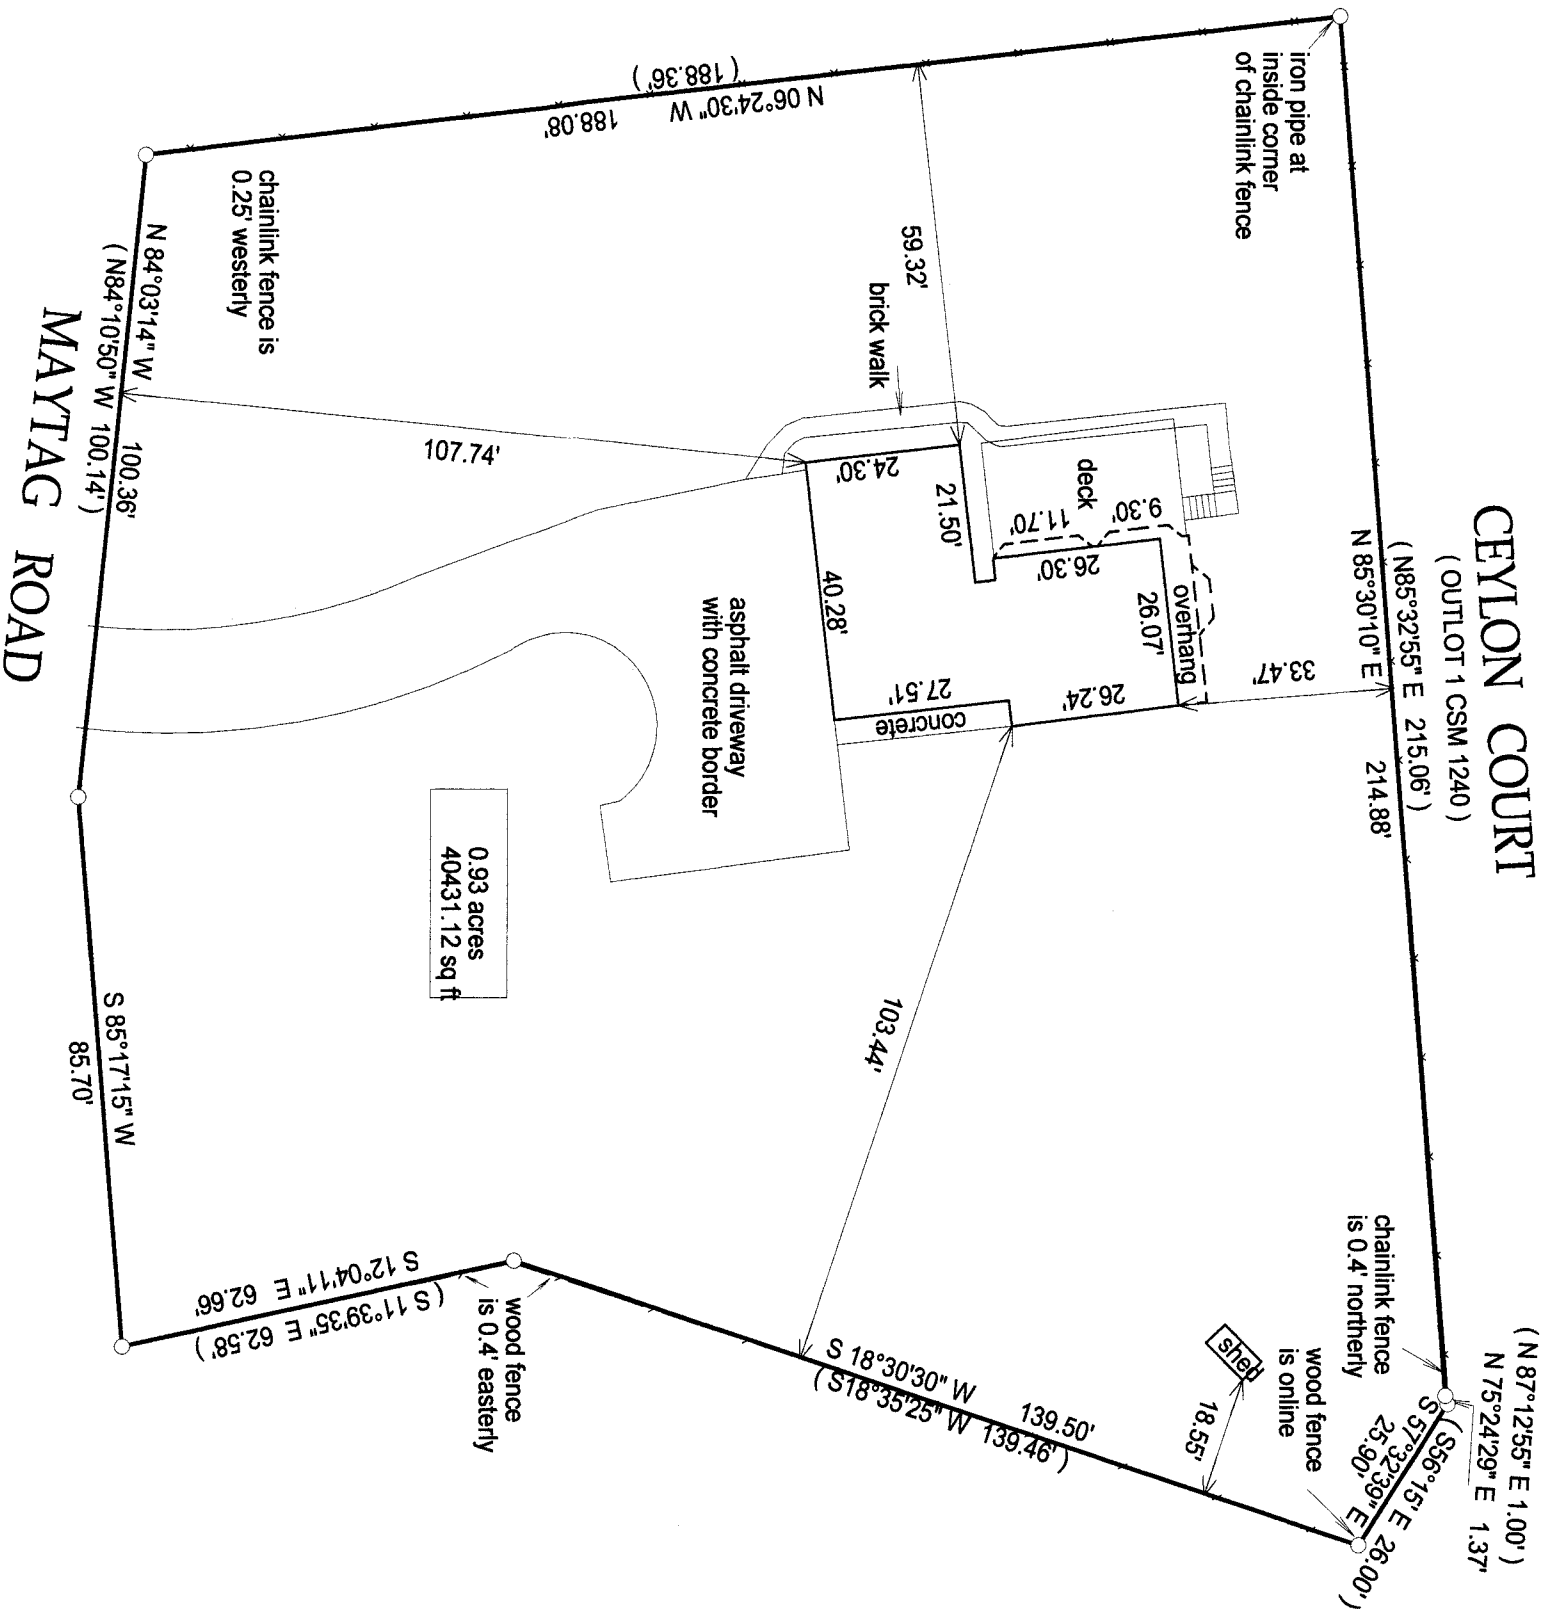 CEYLON COURT
( OUTLOT 1 CSM 1240 )
( N85°32'55" E 215.06' )
N 85°30'10" E 214.88'
( N 87°12'55" E 1.00' )
N 75°24'29" E 1.37'
( S56°15' E 26.00' )
S 57°32'39" E
25.90'
iron pipe at
inside corner
of chainlink fence
chainlink fence
is 0.4' northerly
wood fence
is online
shed
18.55'
33.47'
overhang
26.07'
26.24'
9.30'
11.70'
26.30'
deck
21.50'
24.30'
brick walk
59.32'
N 06°24'30" W 188.08'
( 188.36' )
40.28'
27.51'
concrete
103.44'
S 18°30'30" W 139.50'
( S18°35'25" W 139.46' )
asphalt driveway
with concrete border
107.74'
wood fence
is 0.4' easterly
0.93 acres
40431.12 sq ft
chainlink fence is
0.25' westerly
S 12°04'11" E 62.66'
( S 11°39'35" E 62.58' )
N 84°03'14" W 100.36'
( N84°10'50" W 100.14' )
S 85°17'15" W
85.70'
MAYTAG ROAD